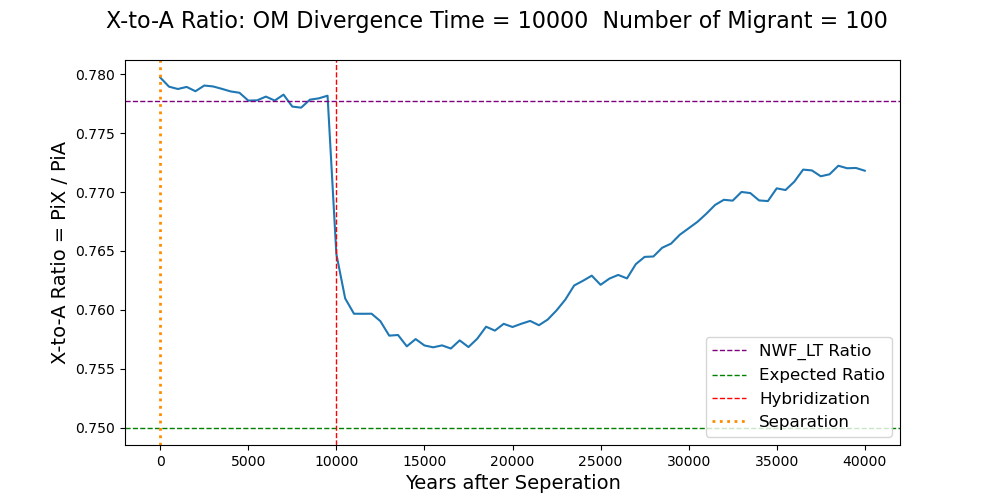 X-to-A Ratio: OM Divergence Time = 10000  Number of Migrant = 100
X-to-A Ratio = PiX / PiA
0.780
0.775
0.770
0.765
0.760
0.755
0.750
NWF_LT Ratio
Expected Ratio
Hybridization
Separation
0 5000 10000 15000 20000 25000 30000 35000 40000
Years after Seperation